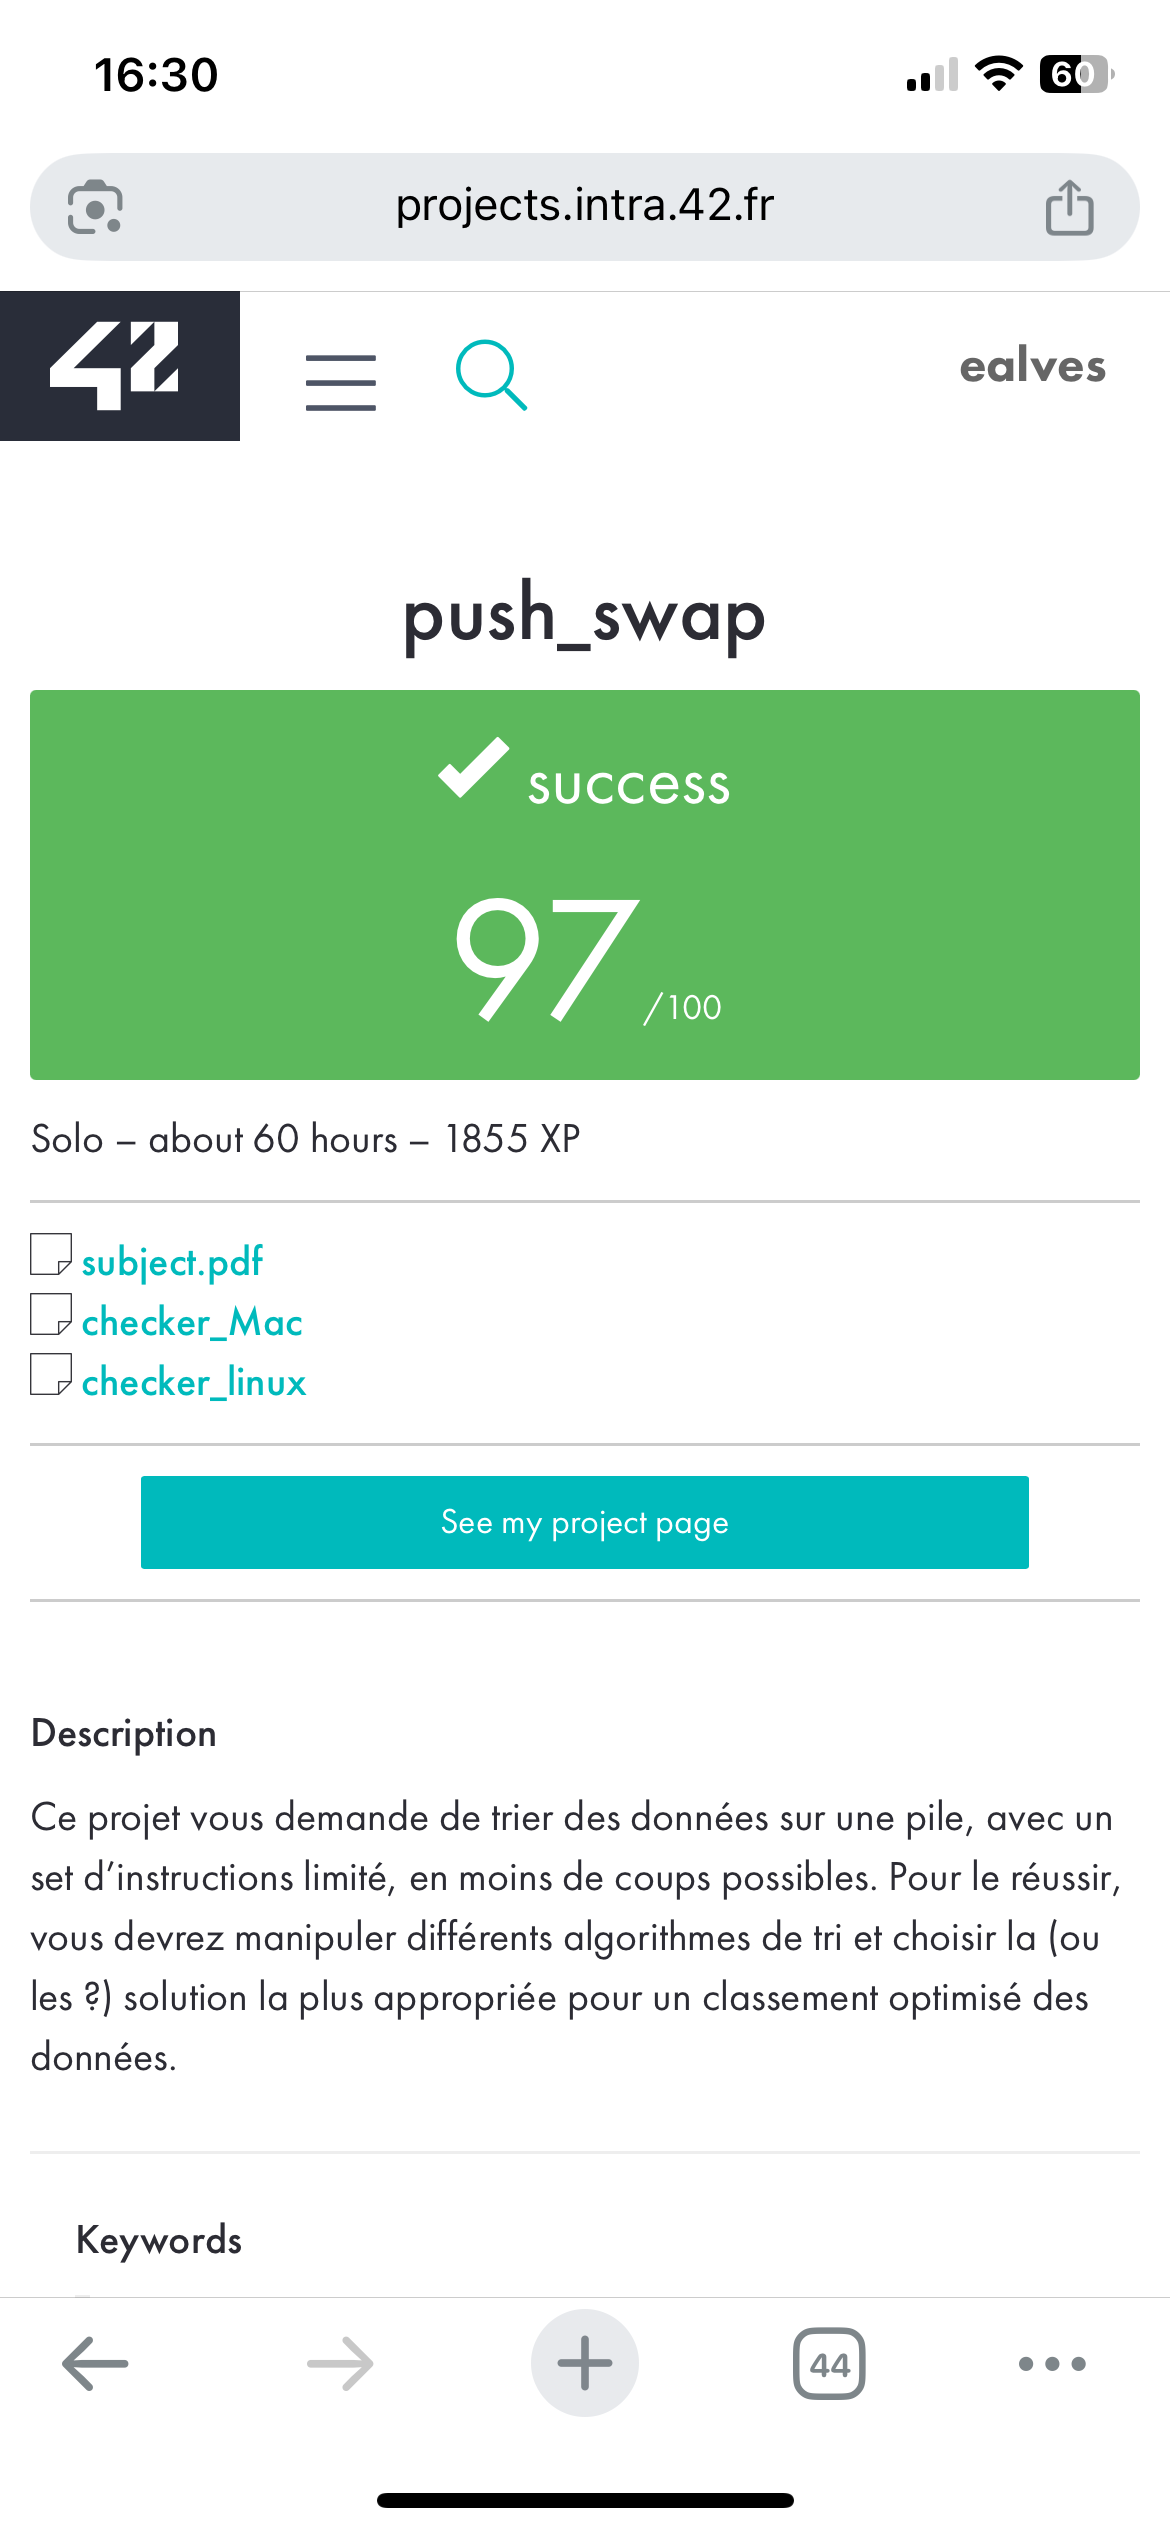 16:30
60
projects.intra.42.fr
42
ealves
push_swap
success
97 /100
Solo – about 60 hours – 1855 XP
subject.pdf
checker_Mac
checker_linux
See my project page
Description
Ce projet vous demande de trier des données sur une pile, avec un
set d’instructions limité, en moins de coups possibles. Pour le réussir,
vous devrez manipuler différents algorithmes de tri et choisir la (ou
les ?) solution la plus appropriée pour un classement optimisé des
données.
Keywords
44